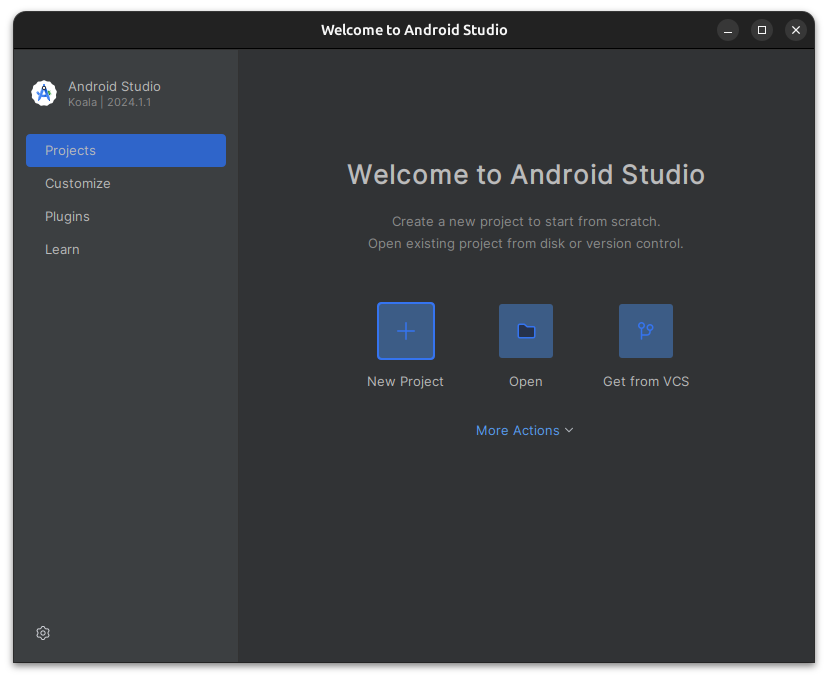 Welcome to Android Studio
Android Studio
Koala | 2024.1.1
Projects
Customize
Plugins
Learn
Welcome to Android Studio
Create a new project to start from scratch.
Open existing project from disk or version control.
New Project
Open
Get from VCS
More Actions